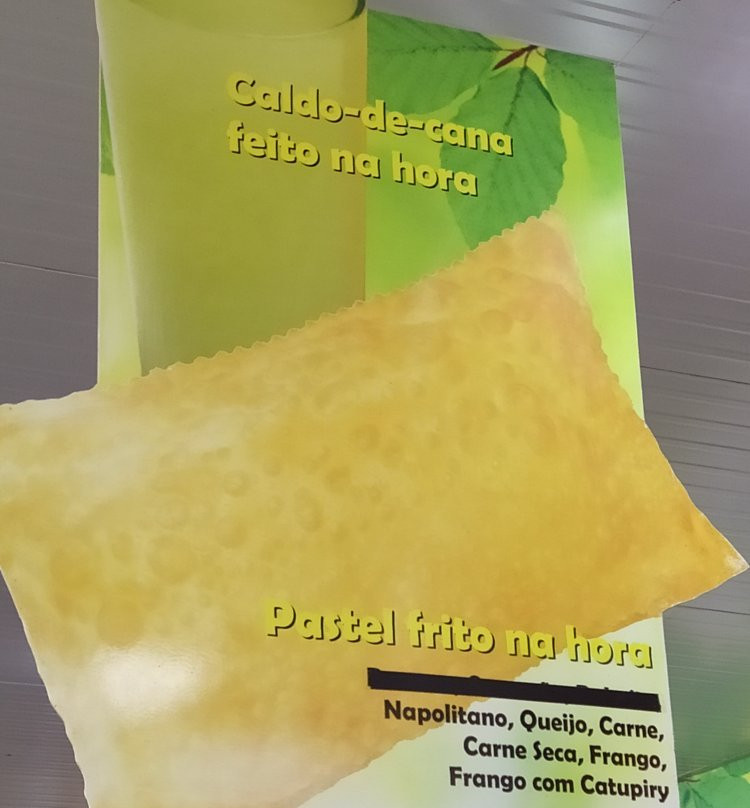 Caldo-de-cana
feito na hora
Pastel frito na hora
Napolitano, Queijo, Carne,
Carne Seca, Frango,
Frango com Catupiry